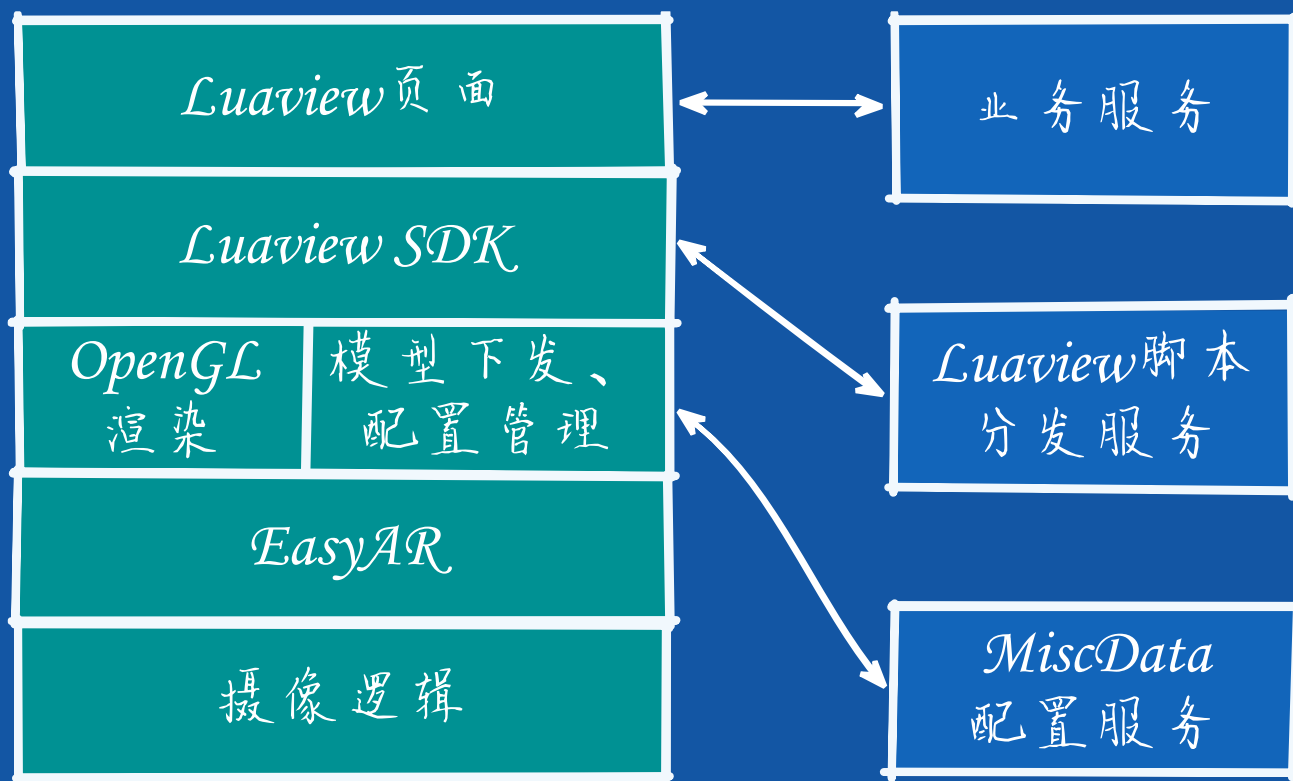 Luaview页面
业务服务
Luaview SDK
OpenGL
渲染
模型下发、
配置管理
Luaview脚本
分发服务
EasyAR
摄像逻辑
MiscData
配置服务